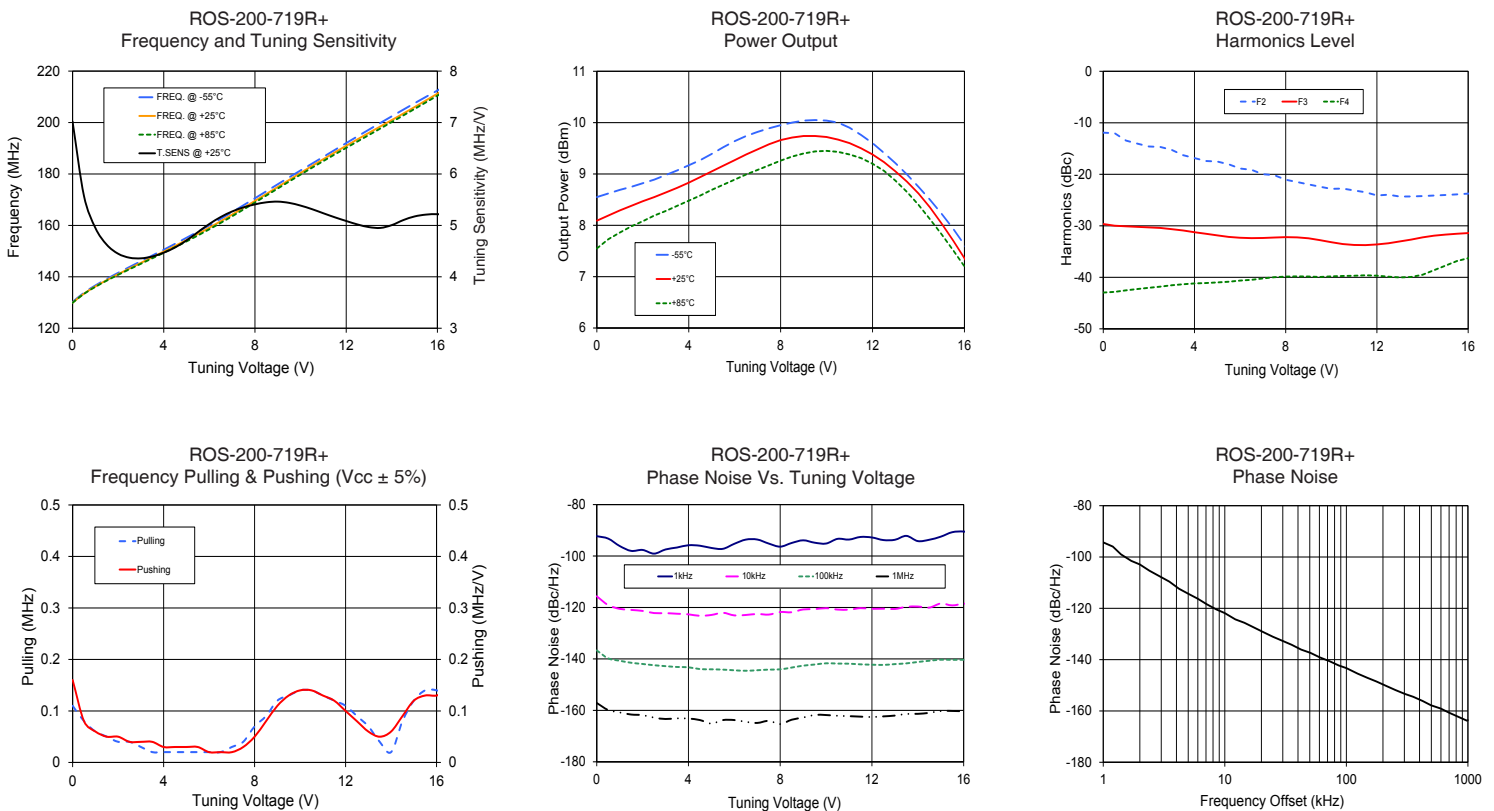 ROS-200-719R+
Frequency and Tuning Sensitivity
220
200
180
160
140
120
Frequency (MHz)
FREQ. @ -55°C
FREQ. @ +25°C
FREQ. @ +85°C
T.SENS @ +25°C
8
7
6
5
4
3
Tuning Sensitivity (MHz/V)
0 4 8 12 16
Tuning Voltage (V)
ROS-200-719R+
Power Output
11
10
9
8
7
6
Output Power (dBm)
-55°C
+25°C
+85°C
0 4 8 12 16
Tuning Voltage (V)
ROS-200-719R+
Harmonics Level
0
-10
-20
-30
-40
-50
Harmonics (dBc)
F2 F3 F4
0 4 8 12 16
Tuning Voltage (V)
ROS-200-719R+
Frequency Pulling & Pushing (Vcc ± 5%)
0.5
0.4
0.3
0.2
0.1
0
Pulling (MHz)
Pulling
Pushing
0.5
0.4
0.3
0.2
0.1
0
Pushing (MHz/V)
0 4 8 12 16
Tuning Voltage (V)
ROS-200-719R+
Phase Noise Vs. Tuning Voltage
-80
-100
-120
-140
-160
-180
Phase Noise (dBc/Hz)
1kHz 10kHz 100kHz 1MHz
0 4 8 12 16
Tuning Voltage (V)
ROS-200-719R+
Phase Noise
-80
-100
-120
-140
-160
-180
Phase Noise (dBc/Hz)
1 10 100 1000
Frequency Offset (kHz)